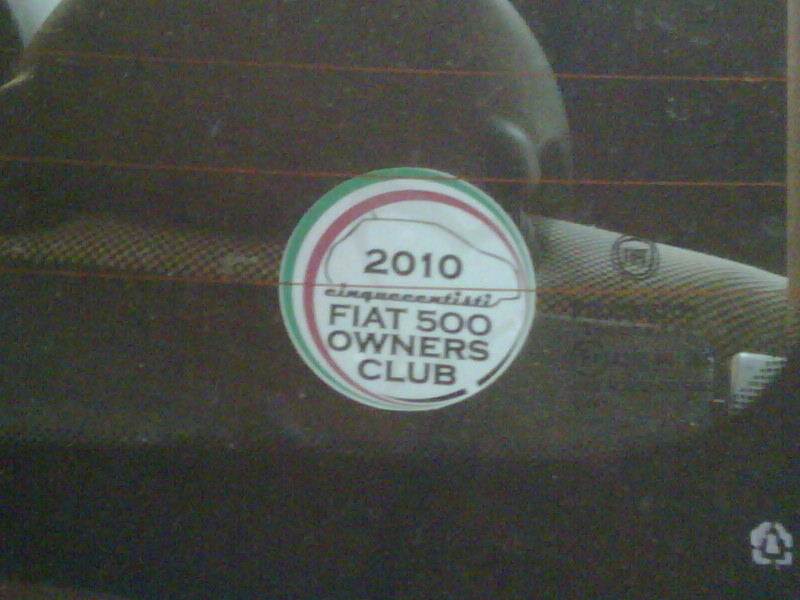 2010
cinquecentisti
FIAT 500
OWNERS
CLUB